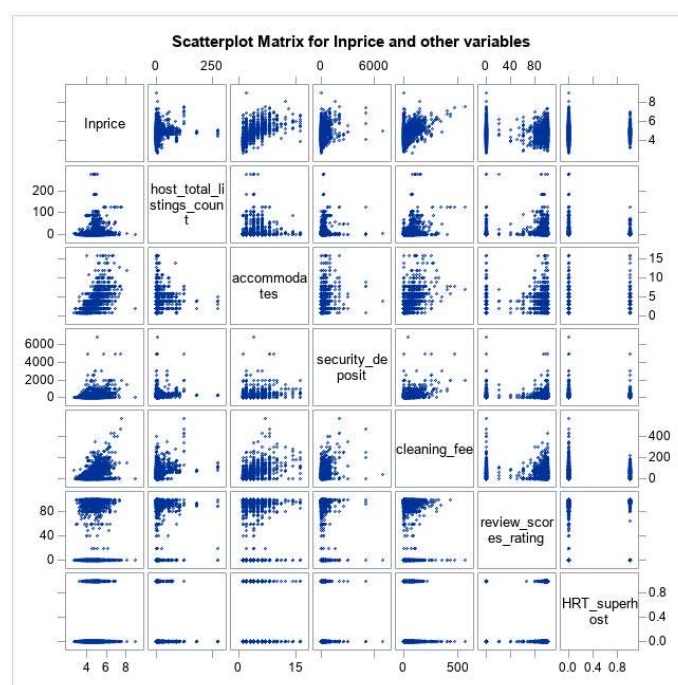 Scatterplot Matrix for lnprice and other variables
0 250 0 6000 0 40 80
lnprice
8
6
4
200
100
0
host_total_li
stings_coun
t
accommoda
tes
15
10
5
0
6000
4000
2000
0
security_de
posit
cleaning_fee
400
200
0
80
40
0
review_scor
es_rating
HRT_superh
ost
0.8
0.4
0.0
4 6 8 0 15 0 500 0.0 0.4 0.8